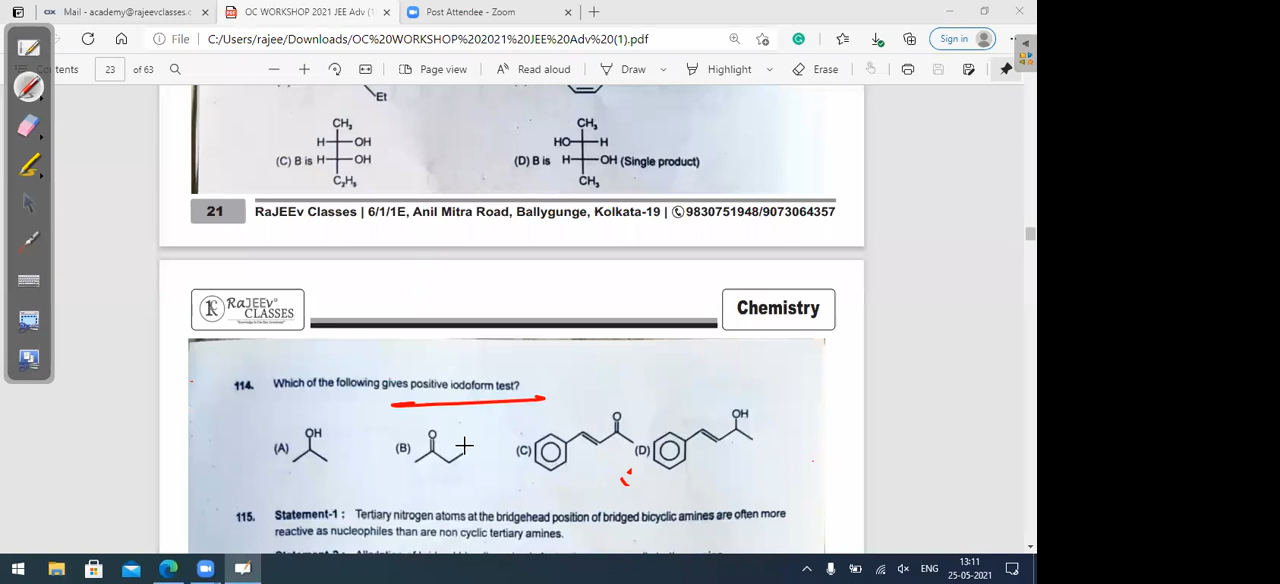 Mail - academy@rajeevclasses.c
OC WORKSHOP 2021 JEE Adv (1
Post Attendee - Zoom
File
C:/Users/rajee/Downloads/OC%20WORKSHOP%202021%20JEE%20Adv%20(1).pdf
Sign in
ntents
23 of 63
Page view
Read aloud
Draw
Highlight
Erase
Et
CH3
H OH
(C) B is H OH
C2H5
CH3
HO H
(D) B is H OH (Single product)
CH3
21
RaJEEv Classes | 6/1/1E, Anil Mitra Road, Ballygunge, Kolkata-19 | 9830751948/9073064357
RAJEEV
CLASSES
Chemistry
114. Which of the following gives positive iodoform test?
(A) OH
(B) O
(C) O
(D) OH
115. Statement-1 : Tertiary nitrogen atoms at the bridgehead position of bridged bicyclic amines are often more
reactive as nucleophiles than are non cyclic tertiary amines.
ENG
13:11
25-05-2021